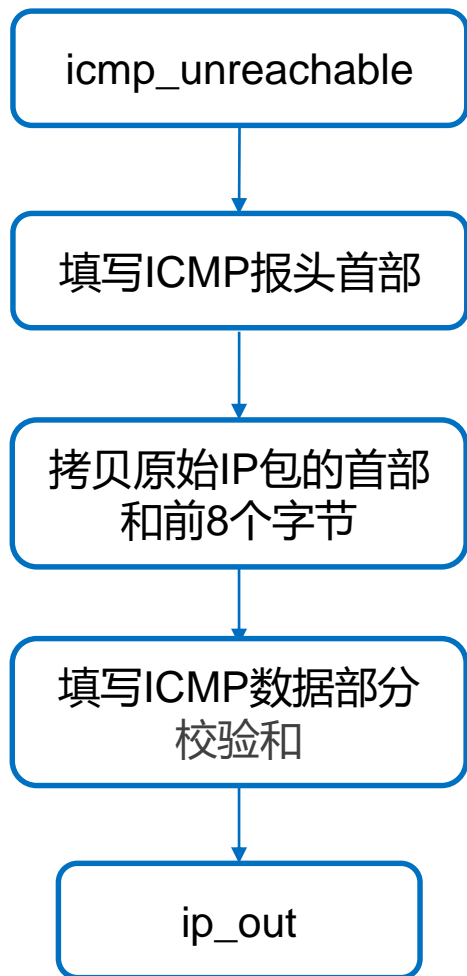 icmp_unreachable
填写ICMP报头首部
拷贝原始IP包的首部
和前8个字节
填写ICMP数据部分
校验和
ip_out